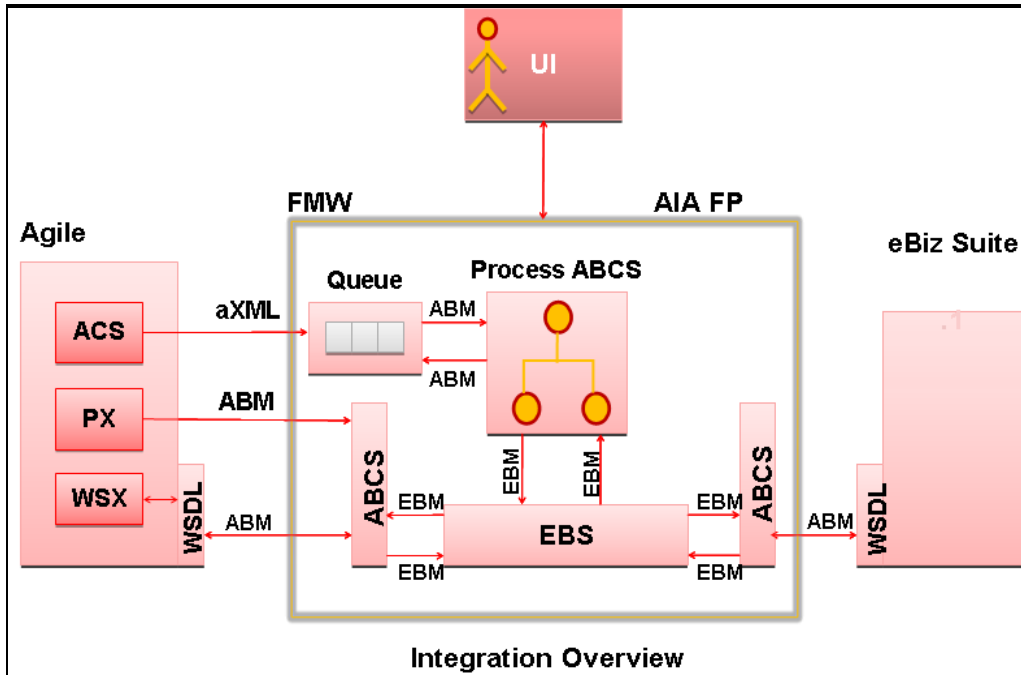 UI
FMW
AIA FP
Agile
eBiz Suite
Queue
Process ABCS
aXML
ABM
ABM
ACS
.1
PX
ABM
ABCS
ABCS
EBM
EBM
WSX
WSDL
ABM
EBM
EBS
EBM
ABM
WSDL
EBM
EBM
Integration Overview